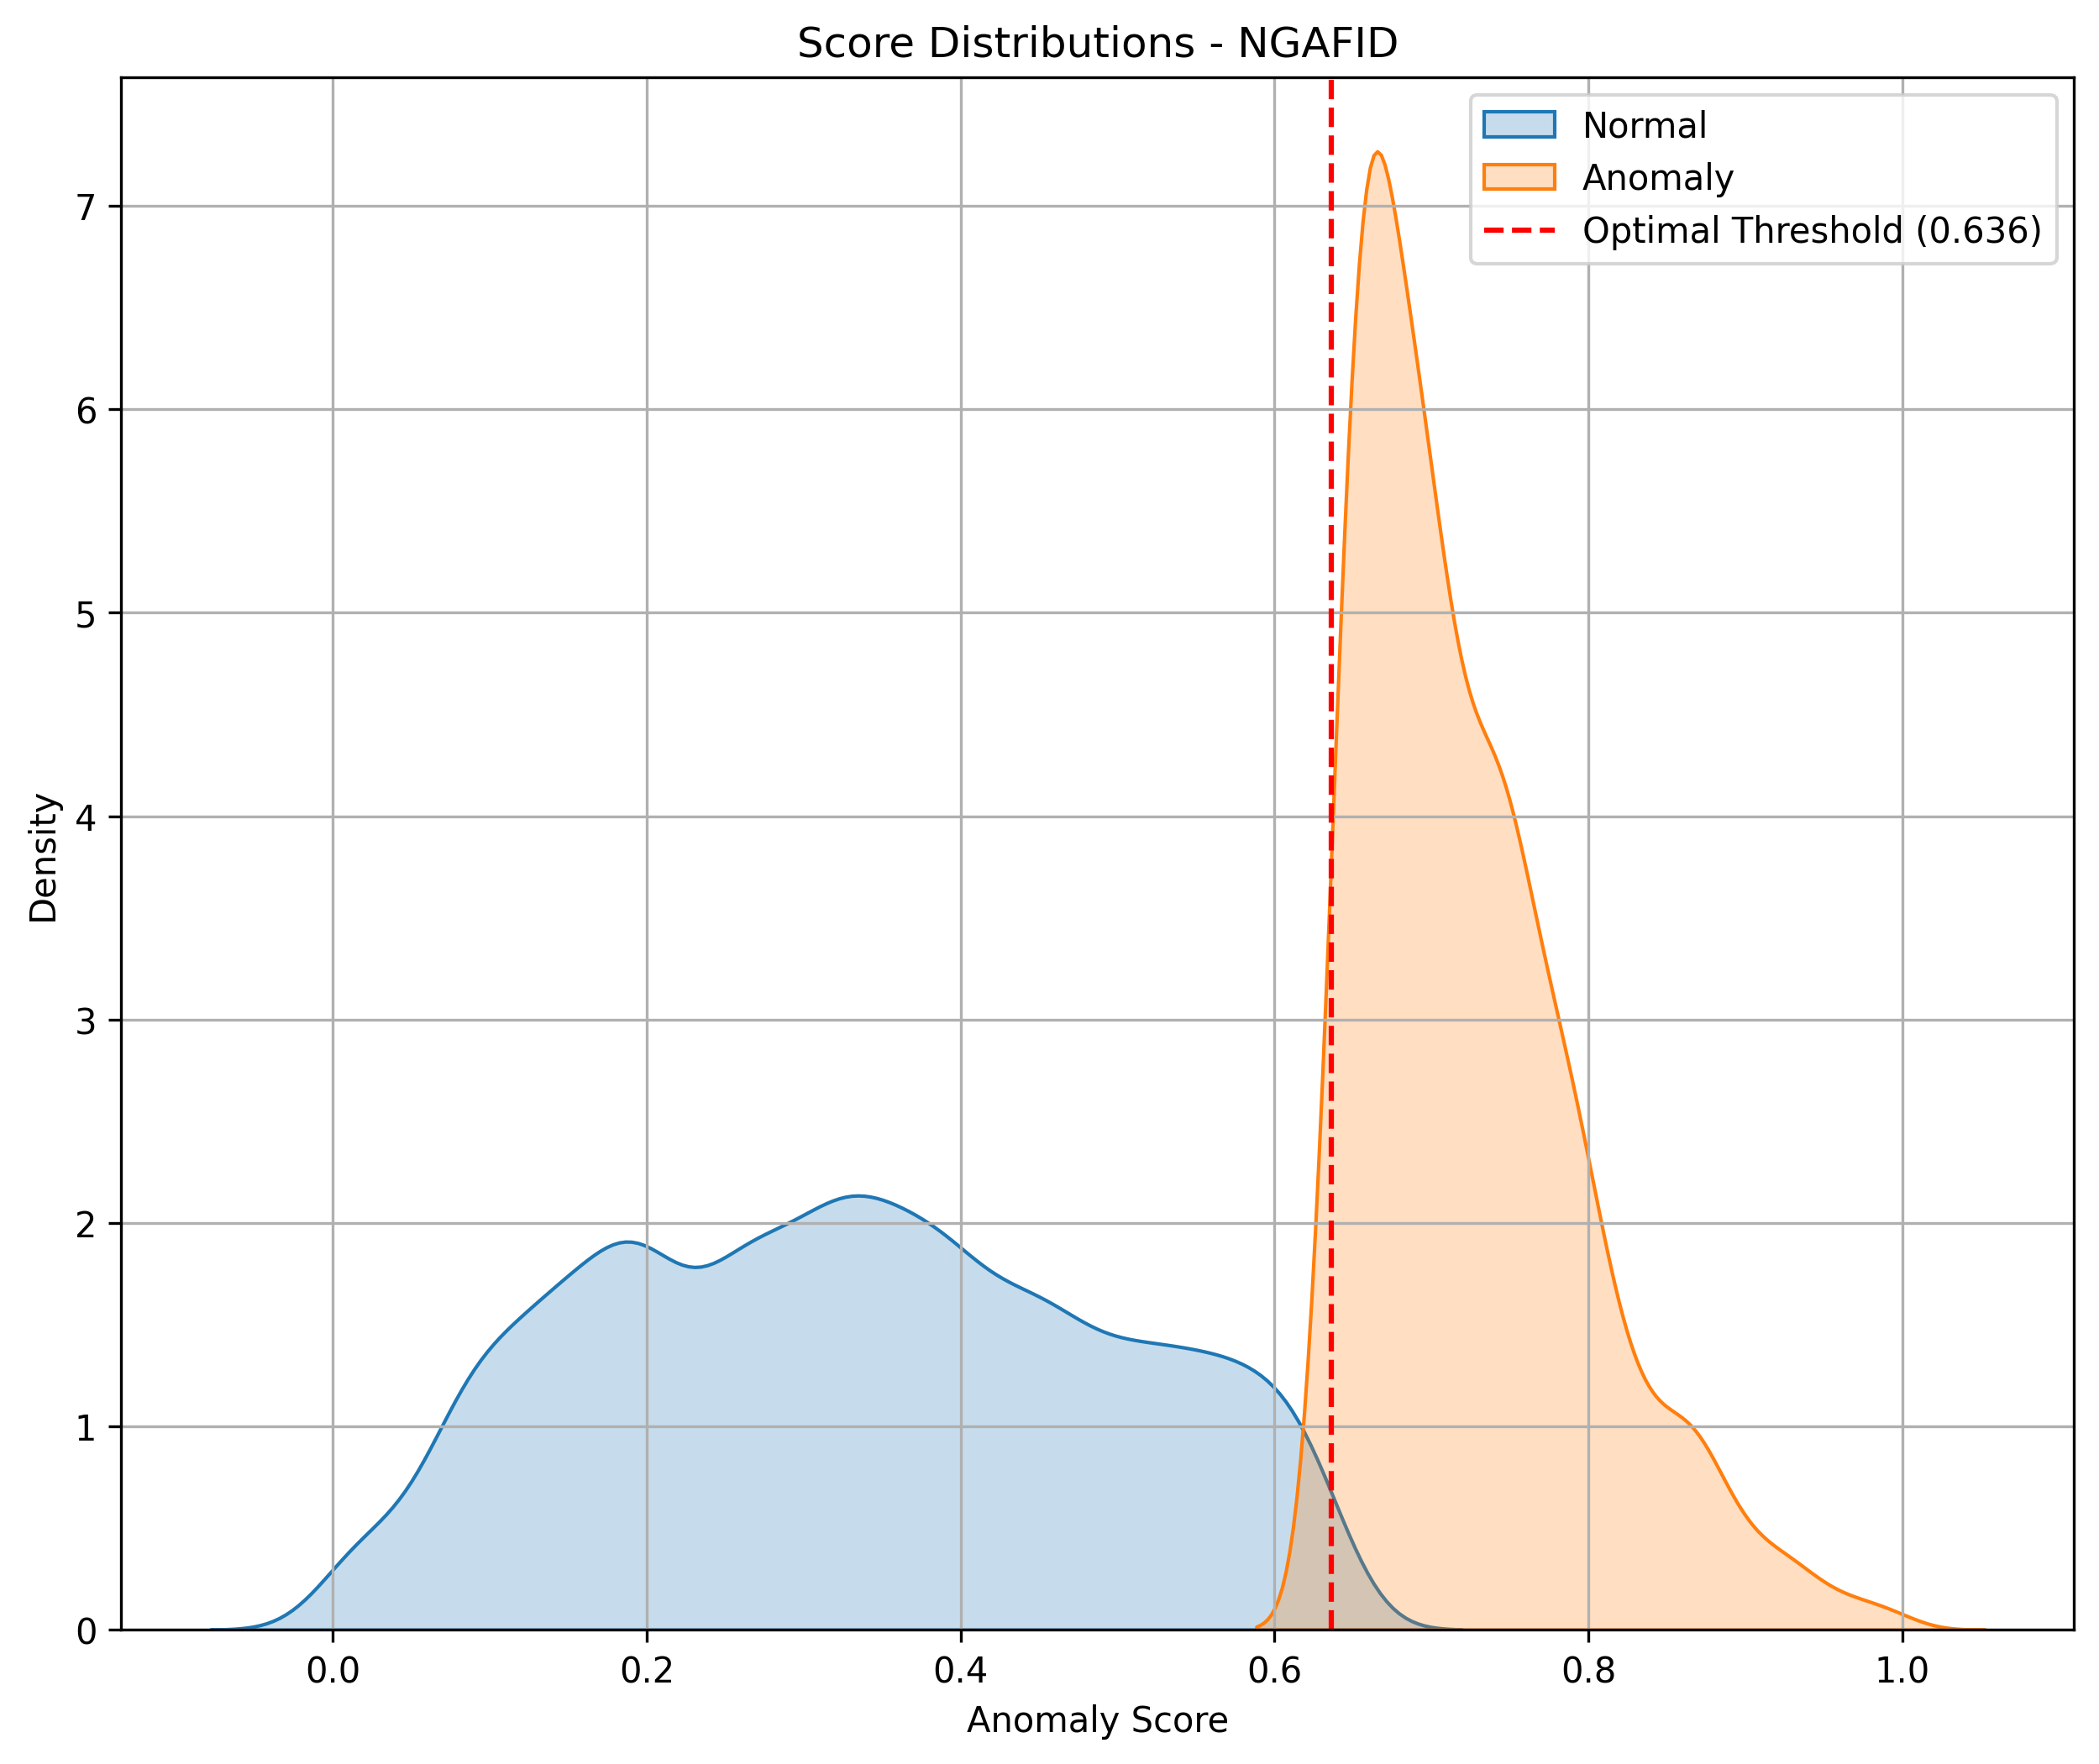 Score Distributions - NGAFID
Normal
Anomaly
Optimal Threshold (0.636)
7
6
5
4
3
2
1
0
Density
0.0 0.2 0.4 0.6 0.8 1.0
Anomaly Score